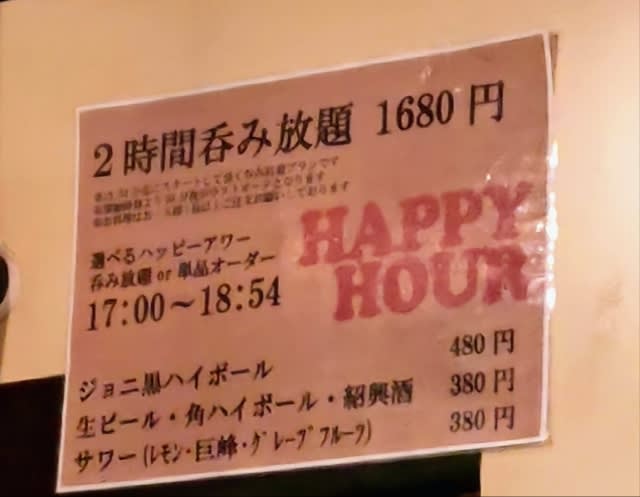 2時間呑み放題 1680円
選べるハッピーアワー
呑み放題 or 単品オーダー
17:00～18:54
HAPPY
HOUR
ジョニ黒ハイボール 480円
生ビール・角ハイボール・紹興酒 380円
サワー(レモン・巨峰・グレープフルーツ) 380円